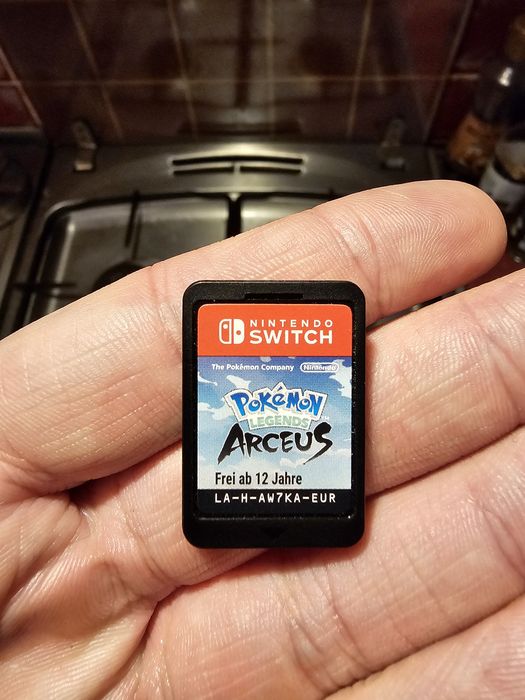 NINTENDO
SWITCH
The Pokémon Company Nintendo
POKéMON
LEGENDS
ARCEUS
Frei ab 12 Jahre
LA-H-AW7KA-EUR